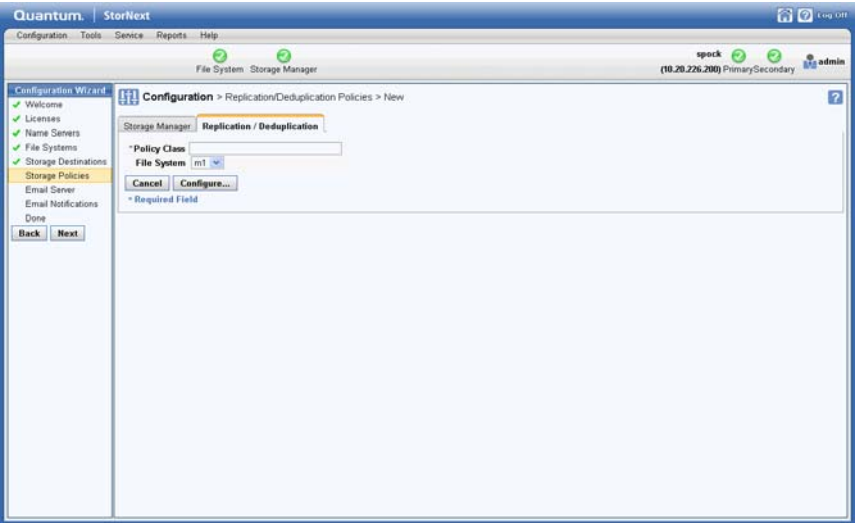 Quantum. StorNext
Log Off
Configuration Tools Service Reports Help
File System Storage Manager
spock
(10.20.226.200) Primary Secondary
admin
Configuration Wizard
Welcome
Licenses
Name Servers
File Systems
Storage Destinations
Storage Policies
Email Server
Email Notifications
Done
Back Next
Configuration > Replication/Deduplication Policies > New
?
Storage Manager Replication / Deduplication
*Policy Class
File System m1
Cancel Configure...
* Required Field